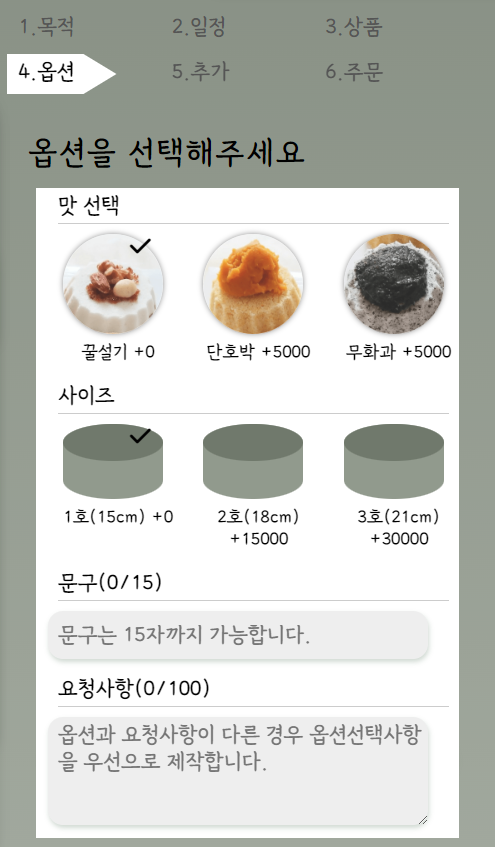 1.목적 2.일정 3.상품
4.옵션 5.추가 6.주문
옵션을 선택해주세요
맛 선택
꿀설기 +0 단호박 +5000 무화과 +5000
사이즈
1호(15cm) +0 2호(18cm) 3호(21cm)
+15000 +30000
문구(0/15)
문구는 15자까지 가능합니다.
요청사항(0/100)
옵션과 요청사항이 다른 경우 옵션선택사항
을 우선으로 제작합니다.